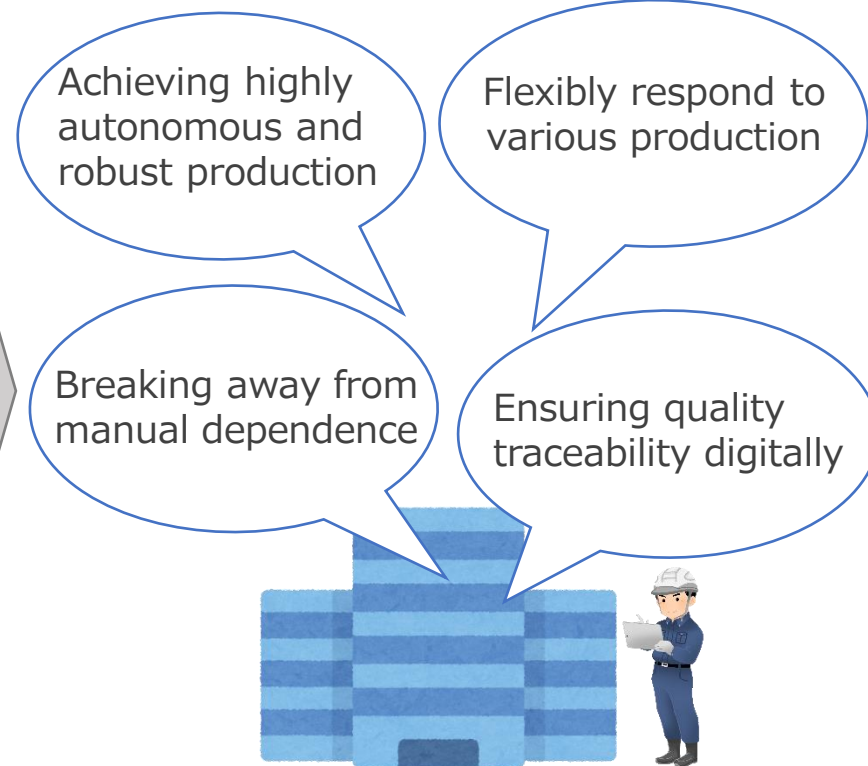 Achieving highly
autonomous and
robust production
Flexibly respond to
various production
Breaking away from
manual dependence
Ensuring quality
traceability digitally